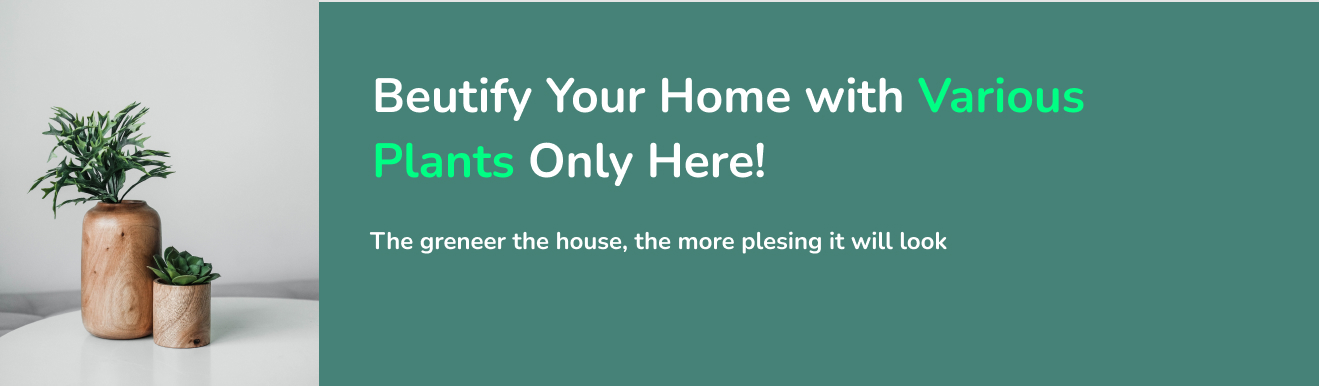 Beutify Your Home with Various
Plants Only Here!
The greneer the house, the more plesing it will look